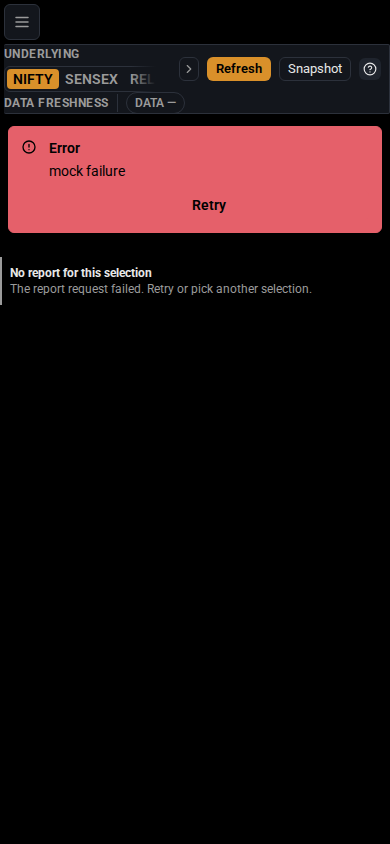 UNDERLYING
NIFTY SENSEX REL
Refresh
Snapshot
DATA FRESHNESS
DATA —
Error
mock failure
Retry
No report for this selection
The report request failed. Retry or pick another selection.